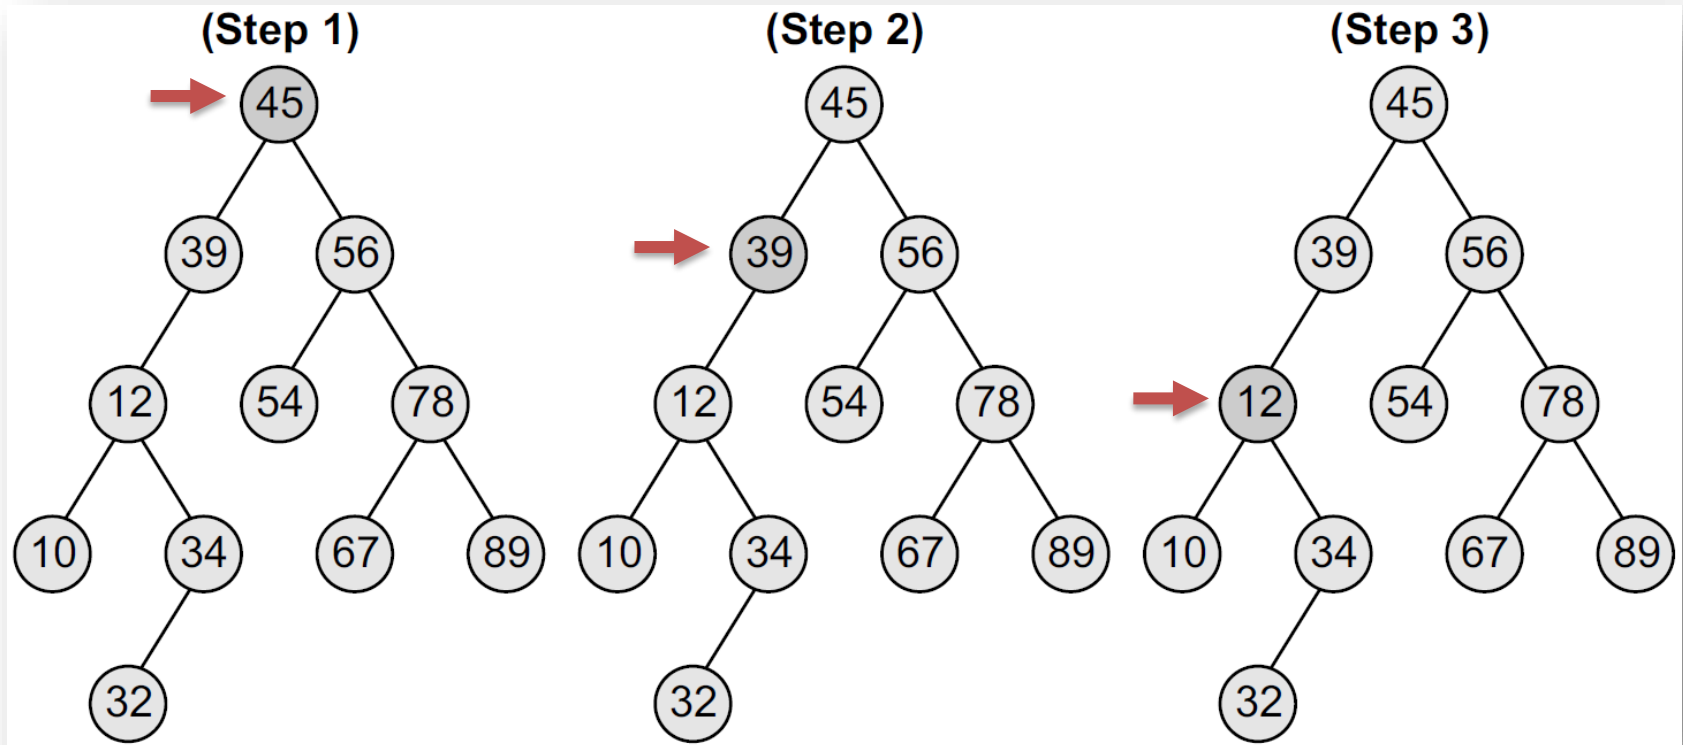 (Step 1) (Step 2) (Step 3)
45 45 45
39 56 39 56 39 56
12 54 78 12 54 78 12 54 78
10 34 67 89 10 34 67 89 10 34 67 89
32 32 32